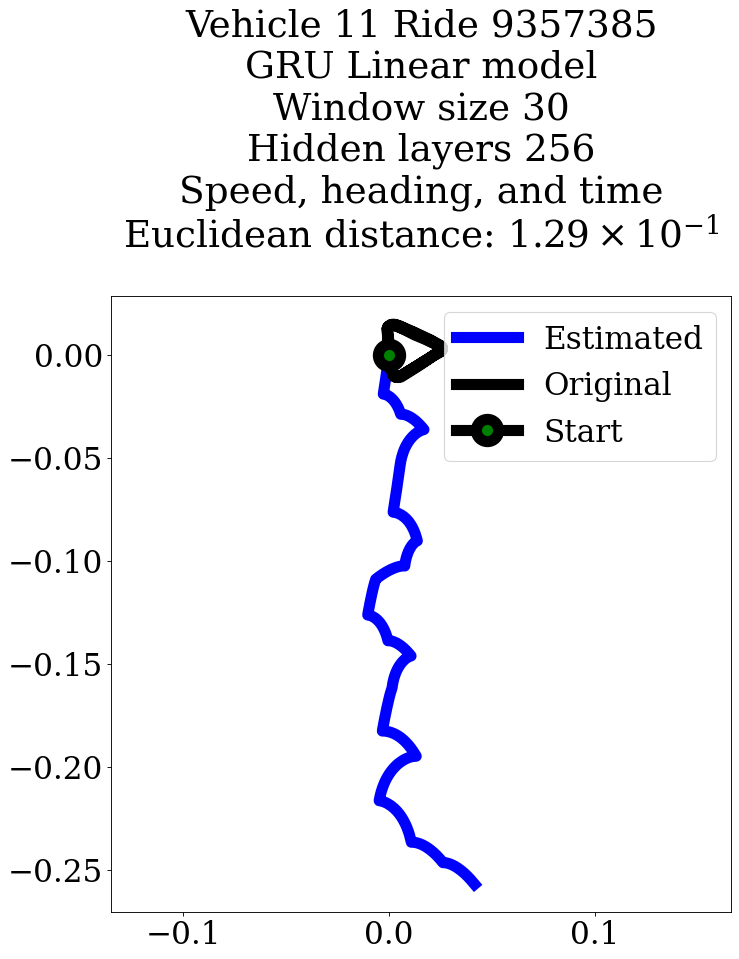 Vehicle 11 Ride 9357385
GRU Linear model
Window size 30
Hidden layers 256
Speed, heading, and time
Euclidean distance: 1.29 × 10⁻¹
Estimated
Original
Start
0.00
−0.05
−0.10
−0.15
−0.20
−0.25
−0.1 0.0 0.1